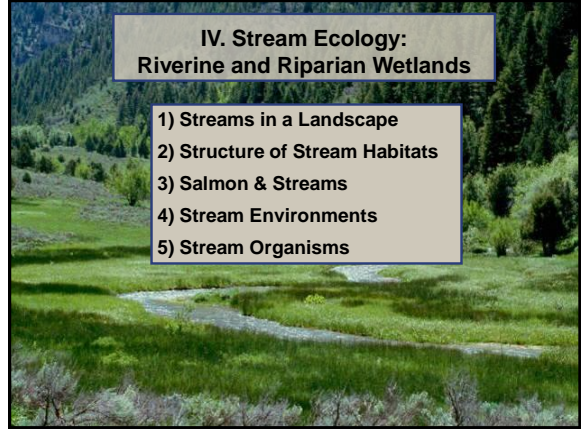 IV. Stream Ecology:
Riverine and Riparian Wetlands
1) Streams in a Landscape
2) Structure of Stream Habitats
3) Salmon & Streams
4) Stream Environments
5) Stream Organisms